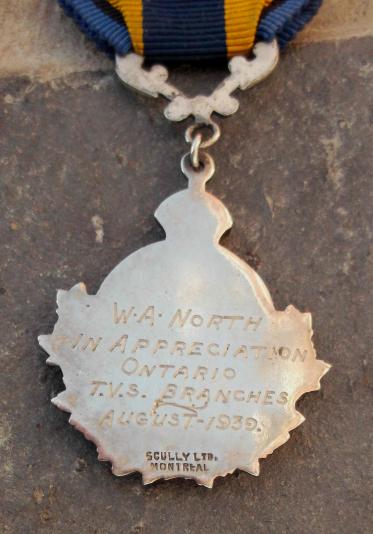 W.A. NORTH
IN APPRECIATION
ONTARIO
T.V.S. BRANCHES
AUGUST-1939.
SCULLY LTD.
MONTREAL